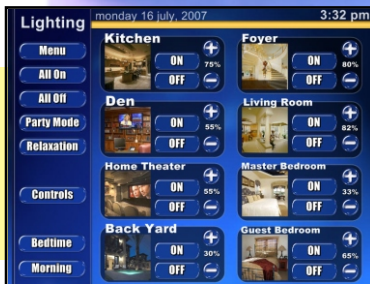 Lighting
monday 16 july, 2007
3:32 pm
Menu
All On
All Off
Party Mode
Relaxation
Controls
Bedtime
Morning
Kitchen
ON
OFF
75%
Foyer
ON
OFF
80%
Den
ON
OFF
55%
Living Room
ON
OFF
82%
Home Theater
ON
OFF
55%
Master Bedroom
ON
OFF
33%
Back Yard
ON
OFF
30%
Guest Bedroom
ON
OFF
65%